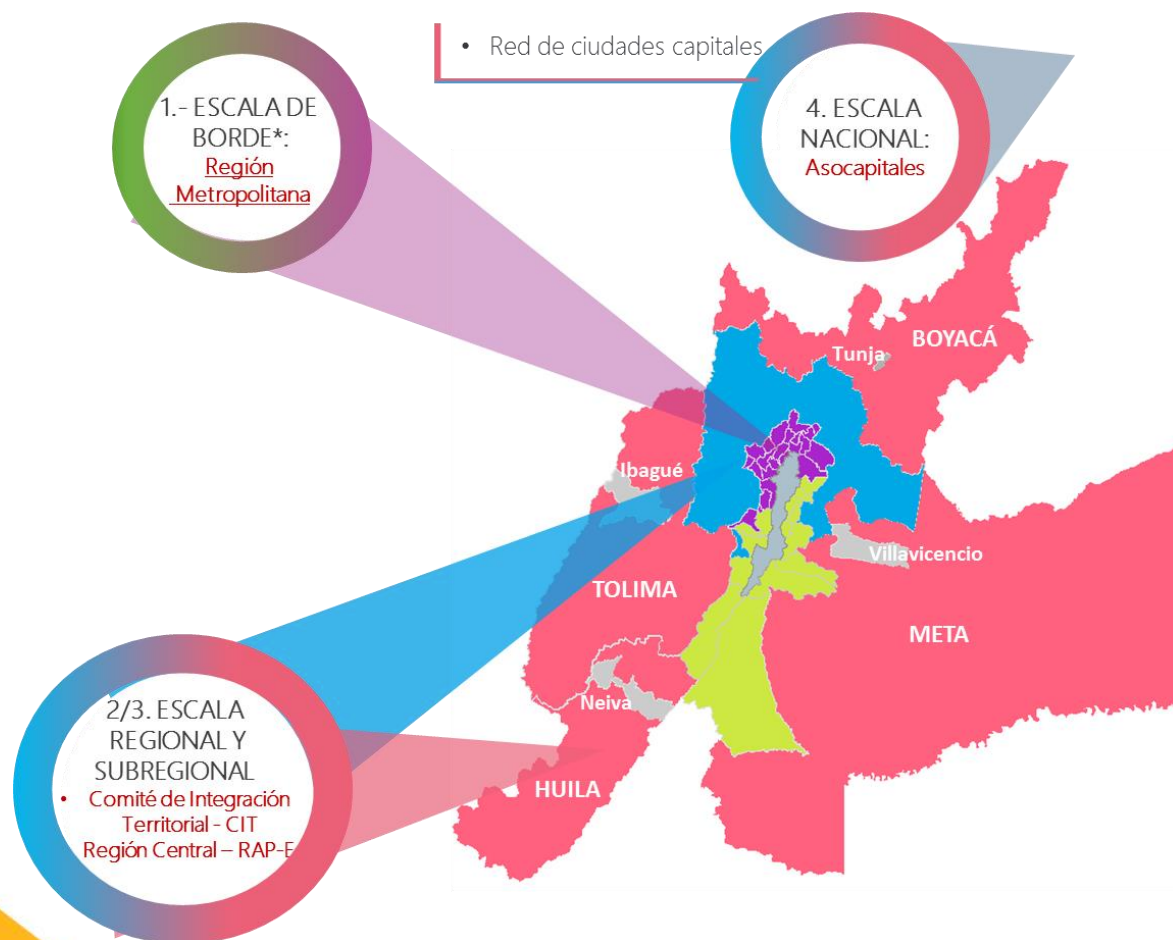 • Red de ciudades capitales
1.- ESCALA DE
BORDE*:
Región
Metropolitana
4. ESCALA
NACIONAL:
Asocapitales
BOYACÁ
Tunja
Ibagué
Villavicencio
TOLIMA
META
Neiva
HUILA
2/3. ESCALA
REGIONAL Y
SUBREGIONAL
• Comité de Integración
Territorial - CIT
Región Central – RAP-E